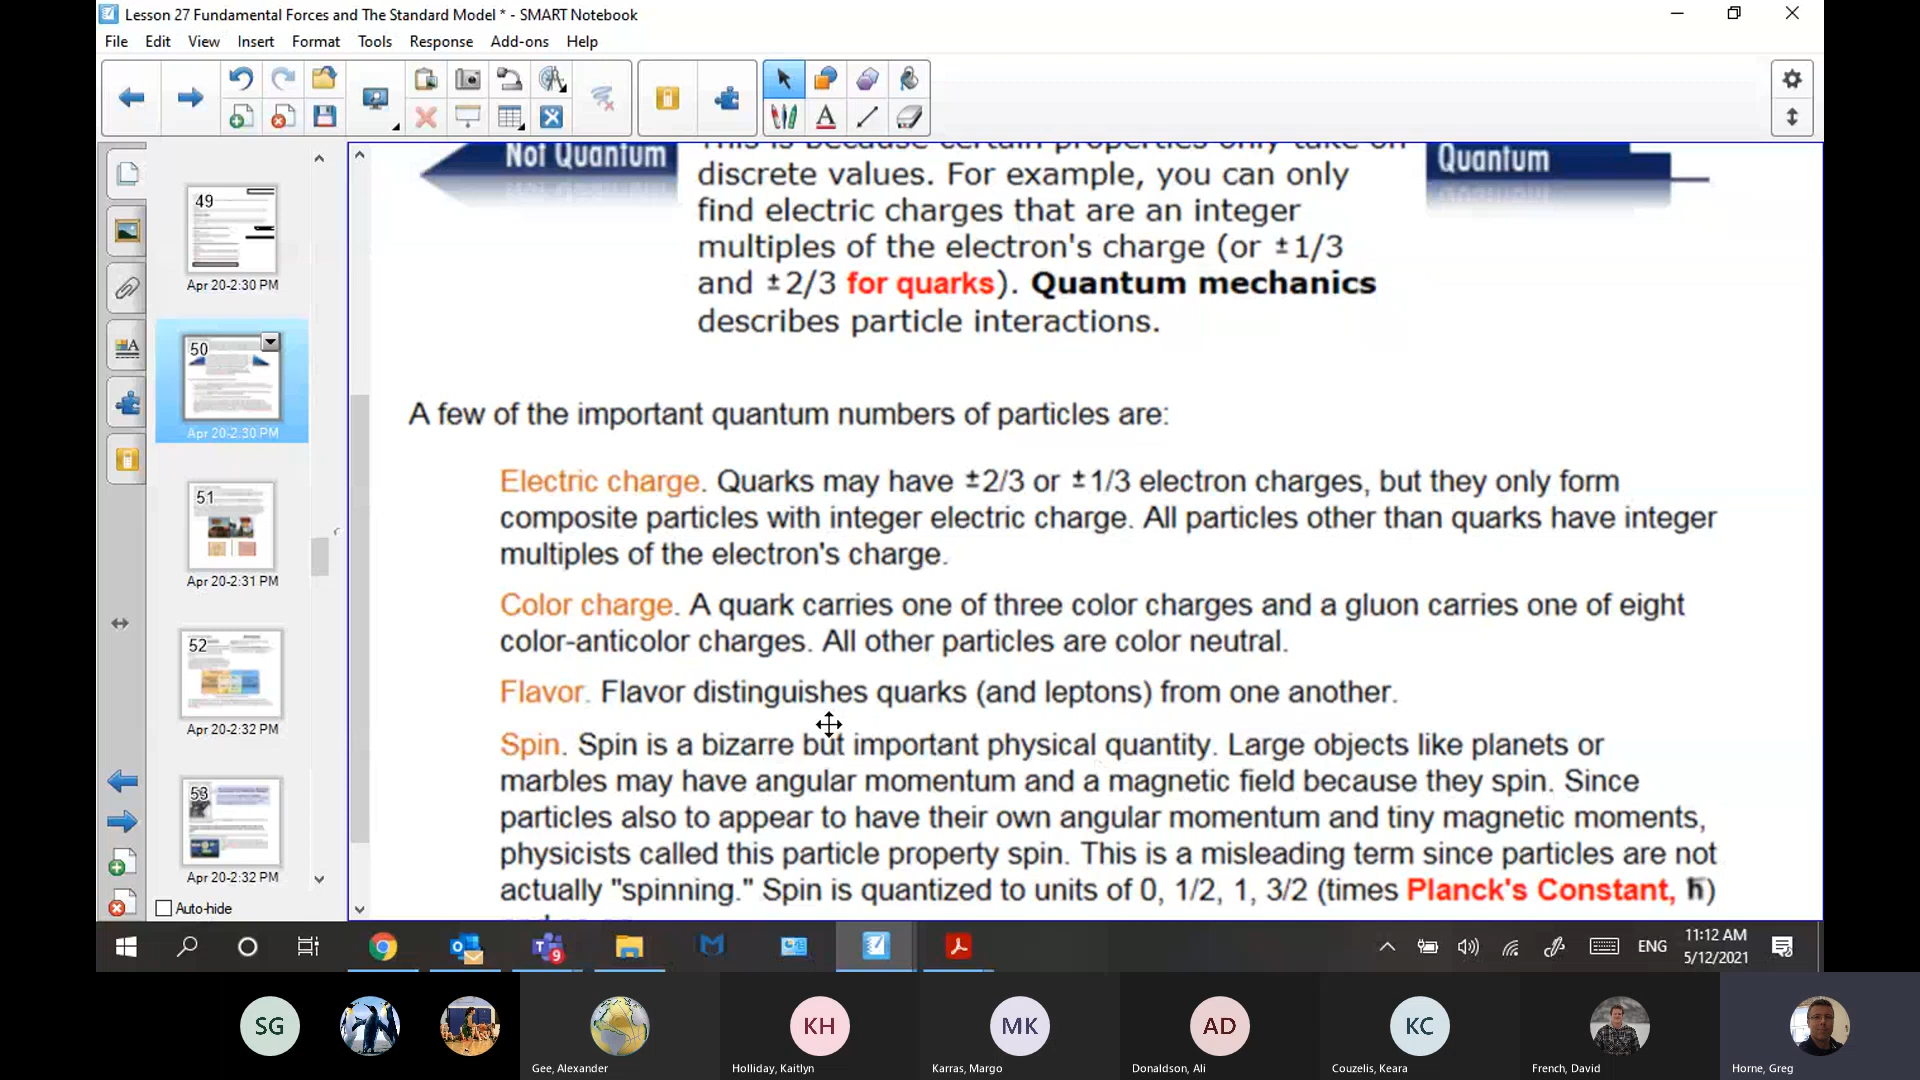 Lesson 27 Fundamental Forces and The Standard Model * - SMART Notebook
File Edit View Insert Format Tools Response Add-ons Help
49
Apr 20-2:30 PM
50
Apr 20-2:30 PM
51
Apr 20-2:31 PM
52
Apr 20-2:32 PM
53
Apr 20-2:32 PM
Auto-hide
Not Quantum
Quantum
This is because certain properties only take on
discrete values. For example, you can only
find electric charges that are an integer
multiples of the electron's charge (or ±1/3
and ±2/3 for quarks). Quantum mechanics
describes particle interactions.
A few of the important quantum numbers of particles are:
Electric charge. Quarks may have ±2/3 or ±1/3 electron charges, but they only form
composite particles with integer electric charge. All particles other than quarks have integer
multiples of the electron's charge.
Color charge. A quark carries one of three color charges and a gluon carries one of eight
color-anticolor charges. All other particles are color neutral.
Flavor. Flavor distinguishes quarks (and leptons) from one another.
Spin. Spin is a bizarre but important physical quantity. Large objects like planets or
marbles may have angular momentum and a magnetic field because they spin. Since
particles also to appear to have their own angular momentum and tiny magnetic moments,
physicists called this particle property spin. This is a misleading term since particles are not
actually "spinning." Spin is quantized to units of 0, 1/2, 1, 3/2 (times Planck's Constant, ħ)
9
ENG
11:12 AM
5/12/2021
SG
KH
MK
AD
KC
Gee, Alexander
Holliday, Kaitlyn
Karras, Margo
Donaldson, Ali
Couzelis, Keara
French, David
Horne, Greg